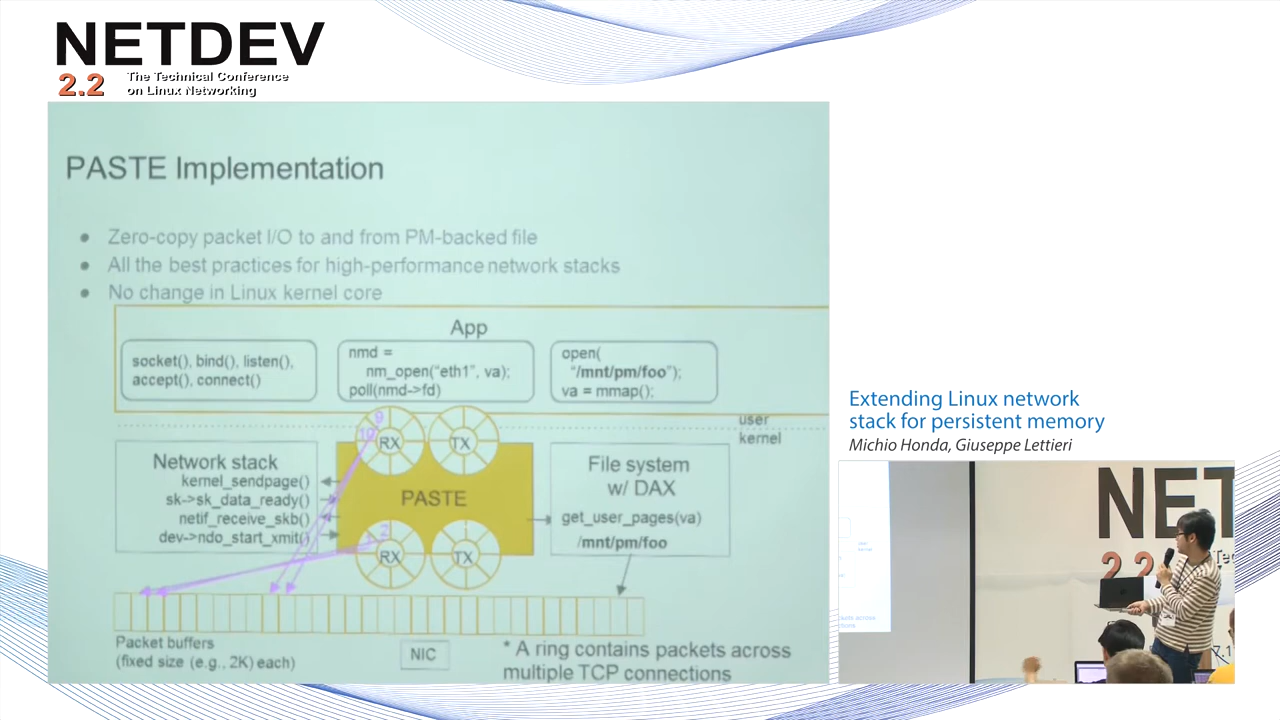 NETDEV
2.2
The Technical Conference
on Linux Networking
PASTE Implementation
● Zero-copy packet I/O to and from PM-backed file
● All the best practices for high-performance network stacks
● No change in Linux kernel core
App
socket(), bind(), listen(),
accept(), connect()
nmd =
nm_open("eth1", va);
poll(nmd->fd)
open(
"/mnt/pm/foo");
va = mmap();
user
kernel
9
10
RX
TX
Network stack
kernel_sendpage()
sk->sk_data_ready()
netif_receive_skb()
dev->ndo_start_xmit()
PASTE
File system
w/ DAX
get_user_pages(va)
/mnt/pm/foo
1 2
RX
TX
Packet buffers
(fixed size (e.g., 2K) each)
NIC
* A ring contains packets across
multiple TCP connections
Extending Linux network
stack for persistent memory
Michio Honda, Giuseppe Lettieri
NET
2.2